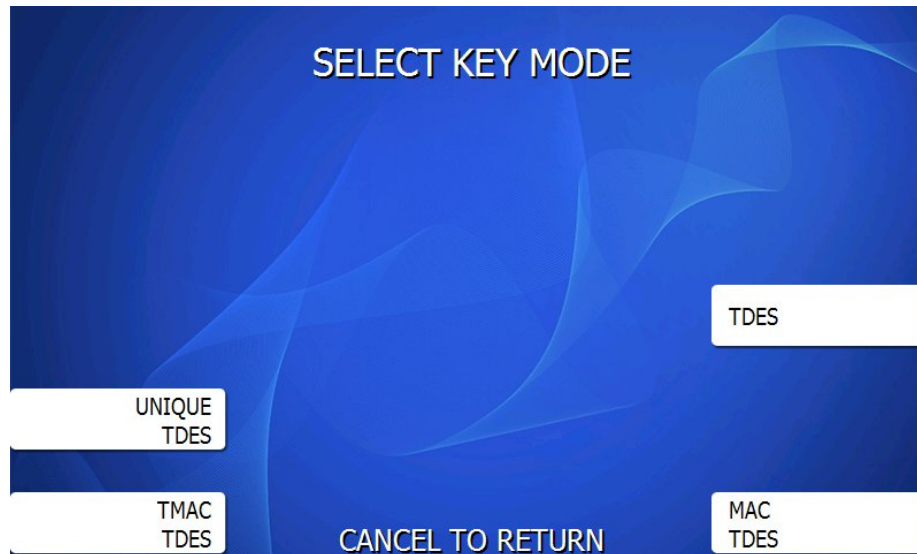 SELECT KEY MODE
TDES
UNIQUE
TDES
TMAC
TDES
CANCEL TO RETURN
MAC
TDES